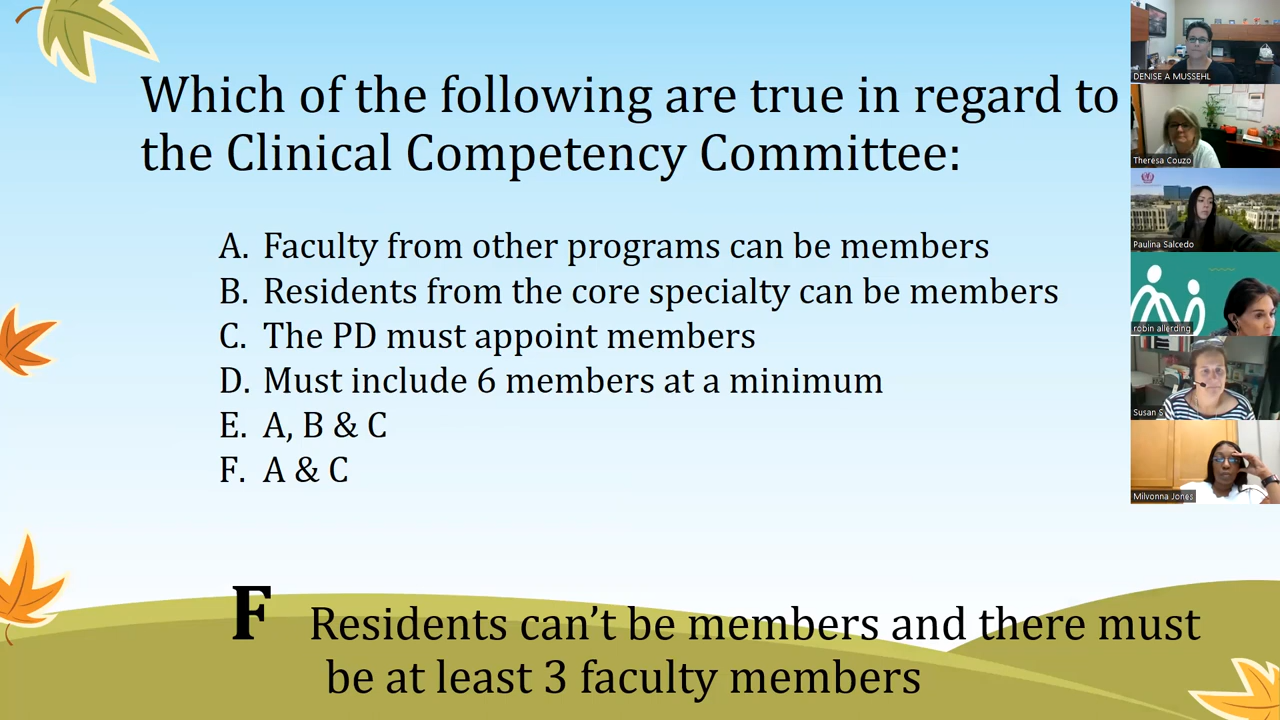 Which of the following are true in regard to
the Clinical Competency Committee:
A. Faculty from other programs can be members
B. Residents from the core specialty can be members
C. The PD must appoint members
D. Must include 6 members at a minimum
E. A, B & C
F. A & C
F Residents can’t be members and there must
be at least 3 faculty members
DENISE A MUSSEHL
Theresa Couzo
Paulina Salcedo
robin allerding
Susan S
Milvonna Jones